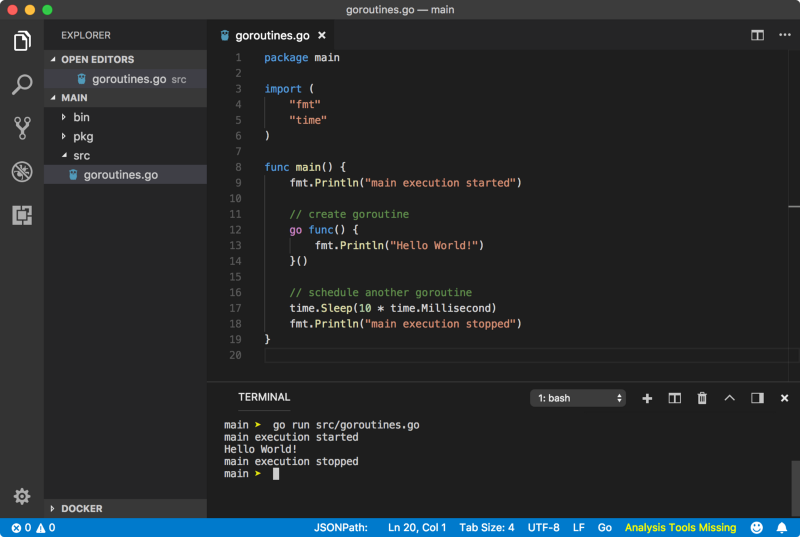 goroutines.go — main
EXPLORER
OPEN EDITORS
goroutines.go src
MAIN
bin
pkg
src
goroutines.go
DOCKER
goroutines.go
1 package main
2
3 import (
4 "fmt"
5 "time"
6 )
7
8 func main() {
9 fmt.Println("main execution started")
10
11 // create goroutine
12 go func() {
13 fmt.Println("Hello World!")
14 }()
15
16 // schedule another goroutine
17 time.Sleep(10 * time.Millisecond)
18 fmt.Println("main execution stopped")
19 }
20
TERMINAL
1: bash
main ➤ go run src/goroutines.go
main execution started
Hello World!
main execution stopped
main ➤
0 0 JSONPath: Ln 20, Col 1 Tab Size: 4 UTF-8 LF Go Analysis Tools Missing